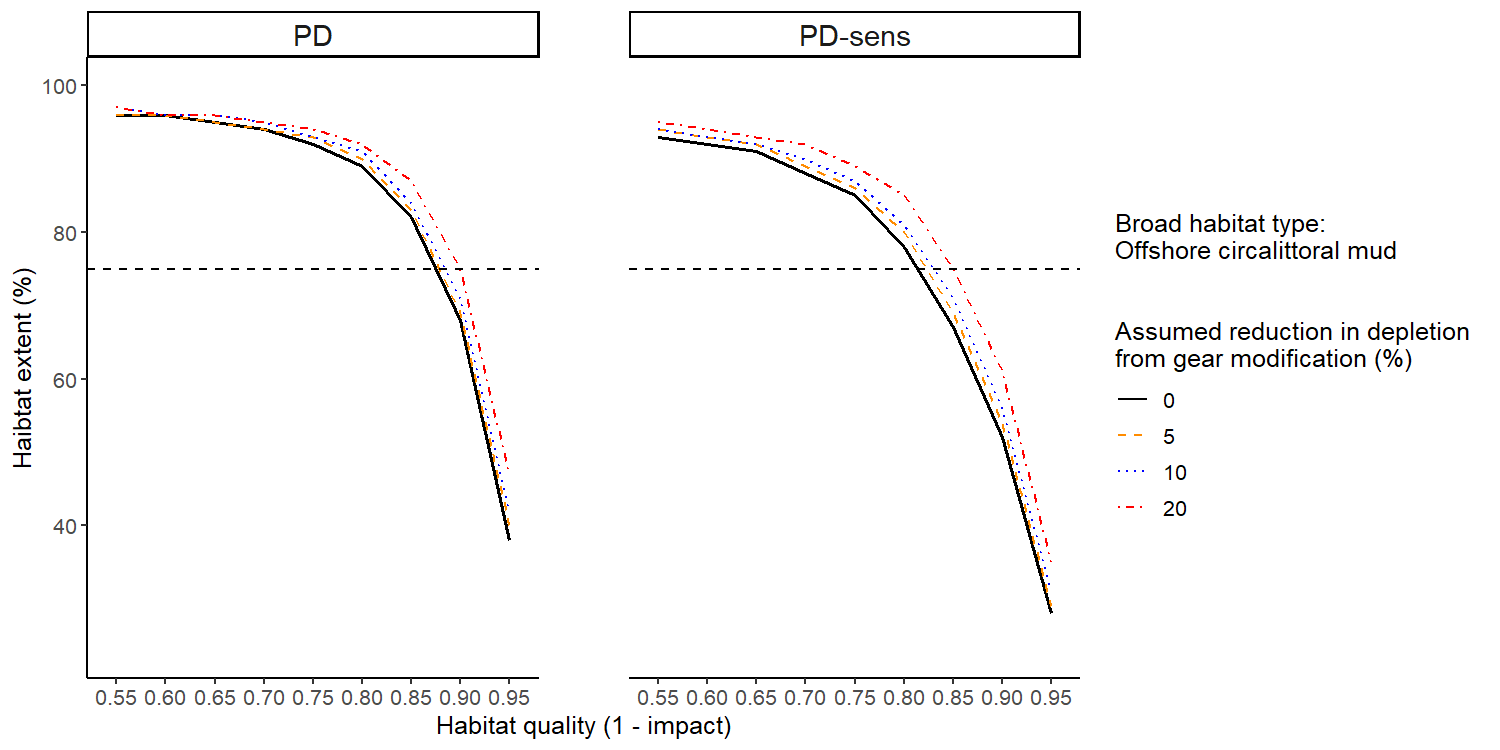 PD
PD-sens
100
80
60
40
Haibtat extent (%)
0.55 0.60 0.65 0.70 0.75 0.80 0.85 0.90 0.95
0.55 0.60 0.65 0.70 0.75 0.80 0.85 0.90 0.95
Habitat quality (1 - impact)
Broad habitat type:
Offshore circalittoral mud
Assumed reduction in depletion
from gear modification (%)
0
5
10
20